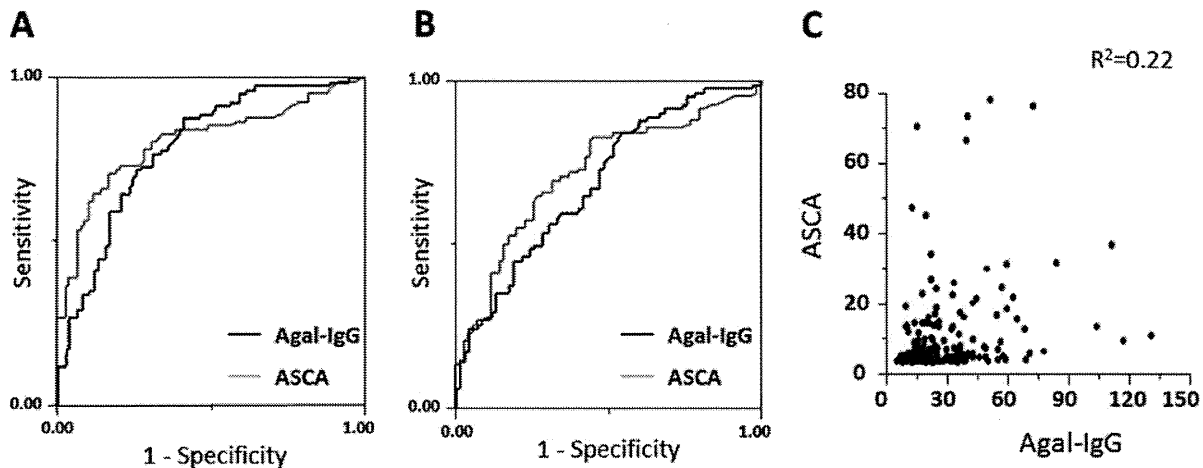 A
1.00
Sensitivity
0.00
0.00
1.00
1 - Specificity
Agal-IgG
ASCA
B
1.00
Sensitivity
0.00
0.00
1.00
1 - Specificity
Agal-IgG
ASCA
C
R²=0.22
80
60
40
20
0
ASCA
0 30 60 90 120 150
Agal-IgG